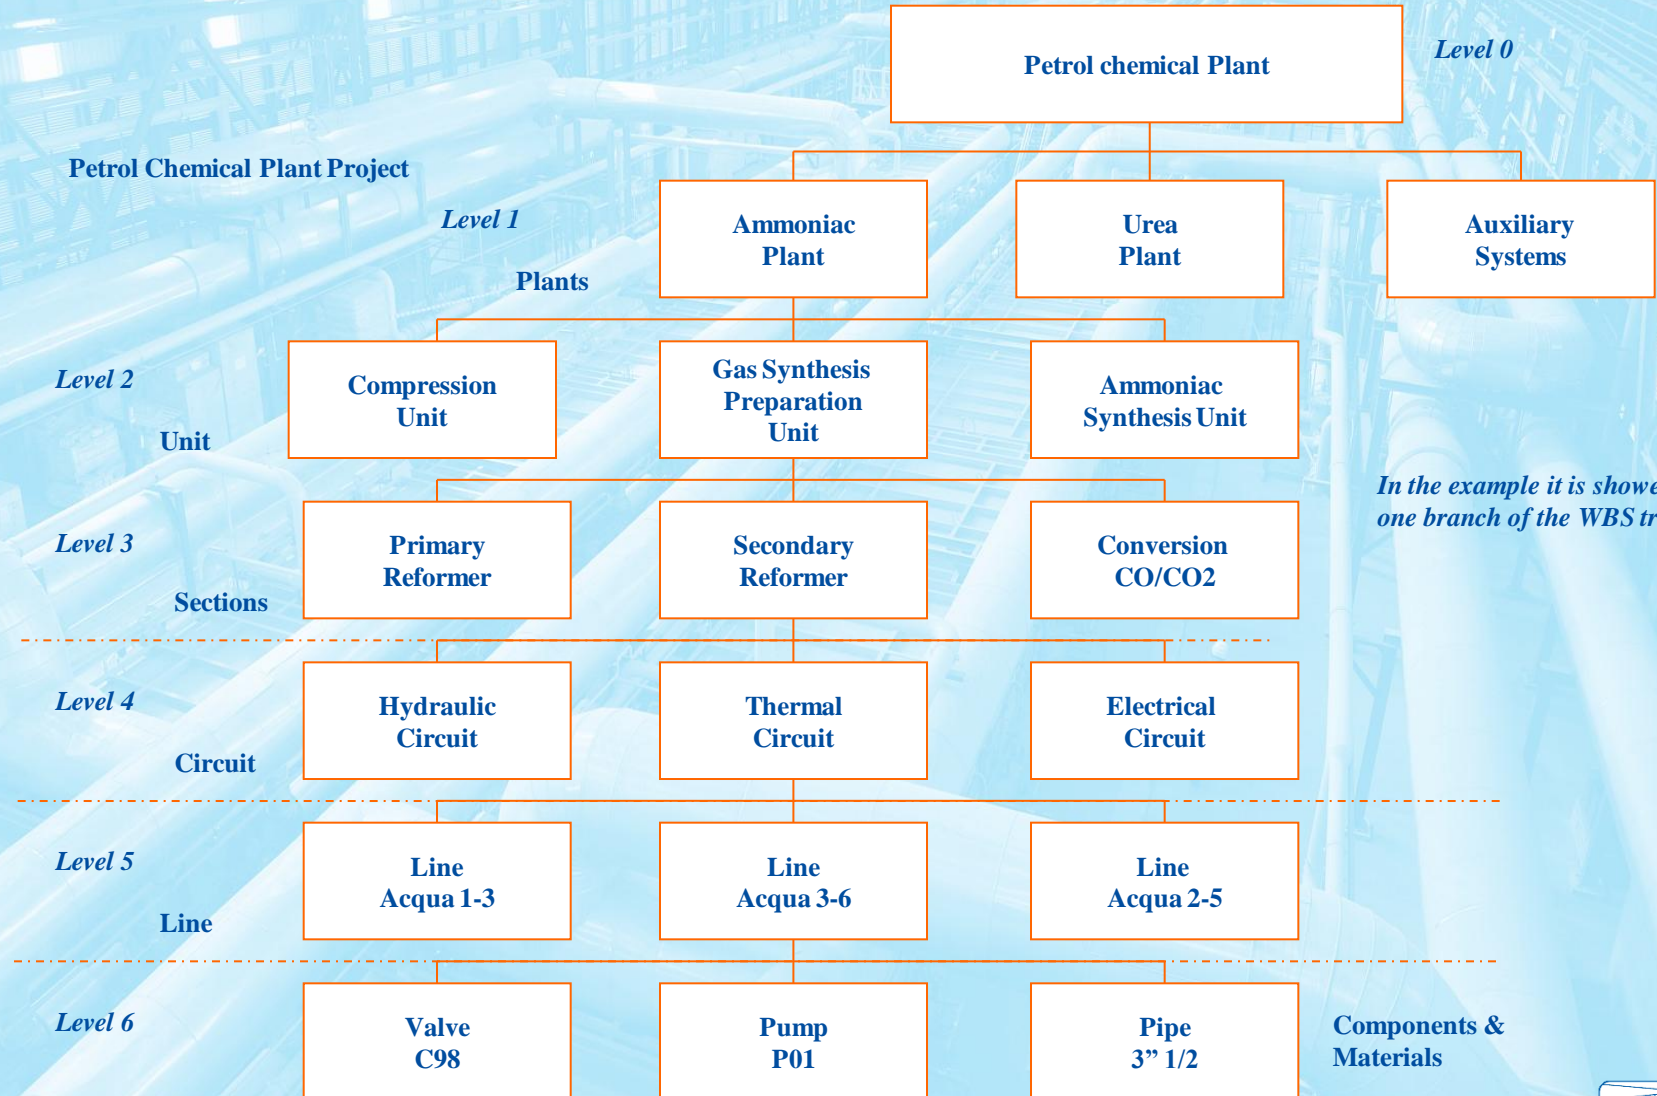 Petrol chemical Plant
Level 0
Petrol Chemical Plant Project
Level 1
Plants
Ammoniac
Plant
Urea
Plant
Auxiliary
Systems
Level 2
Unit
Compression
Unit
Gas Synthesis
Preparation
Unit
Ammoniac
Synthesis Unit
In the example it is showe
one branch of the WBS tr
Level 3
Sections
Primary
Reformer
Secondary
Reformer
Conversion
CO/CO2
Level 4
Circuit
Hydraulic
Circuit
Thermal
Circuit
Electrical
Circuit
Level 5
Line
Line
Acqua 1-3
Line
Acqua 3-6
Line
Acqua 2-5
Level 6
Valve
C98
Pump
P01
Pipe
3” 1/2
Components &
Materials